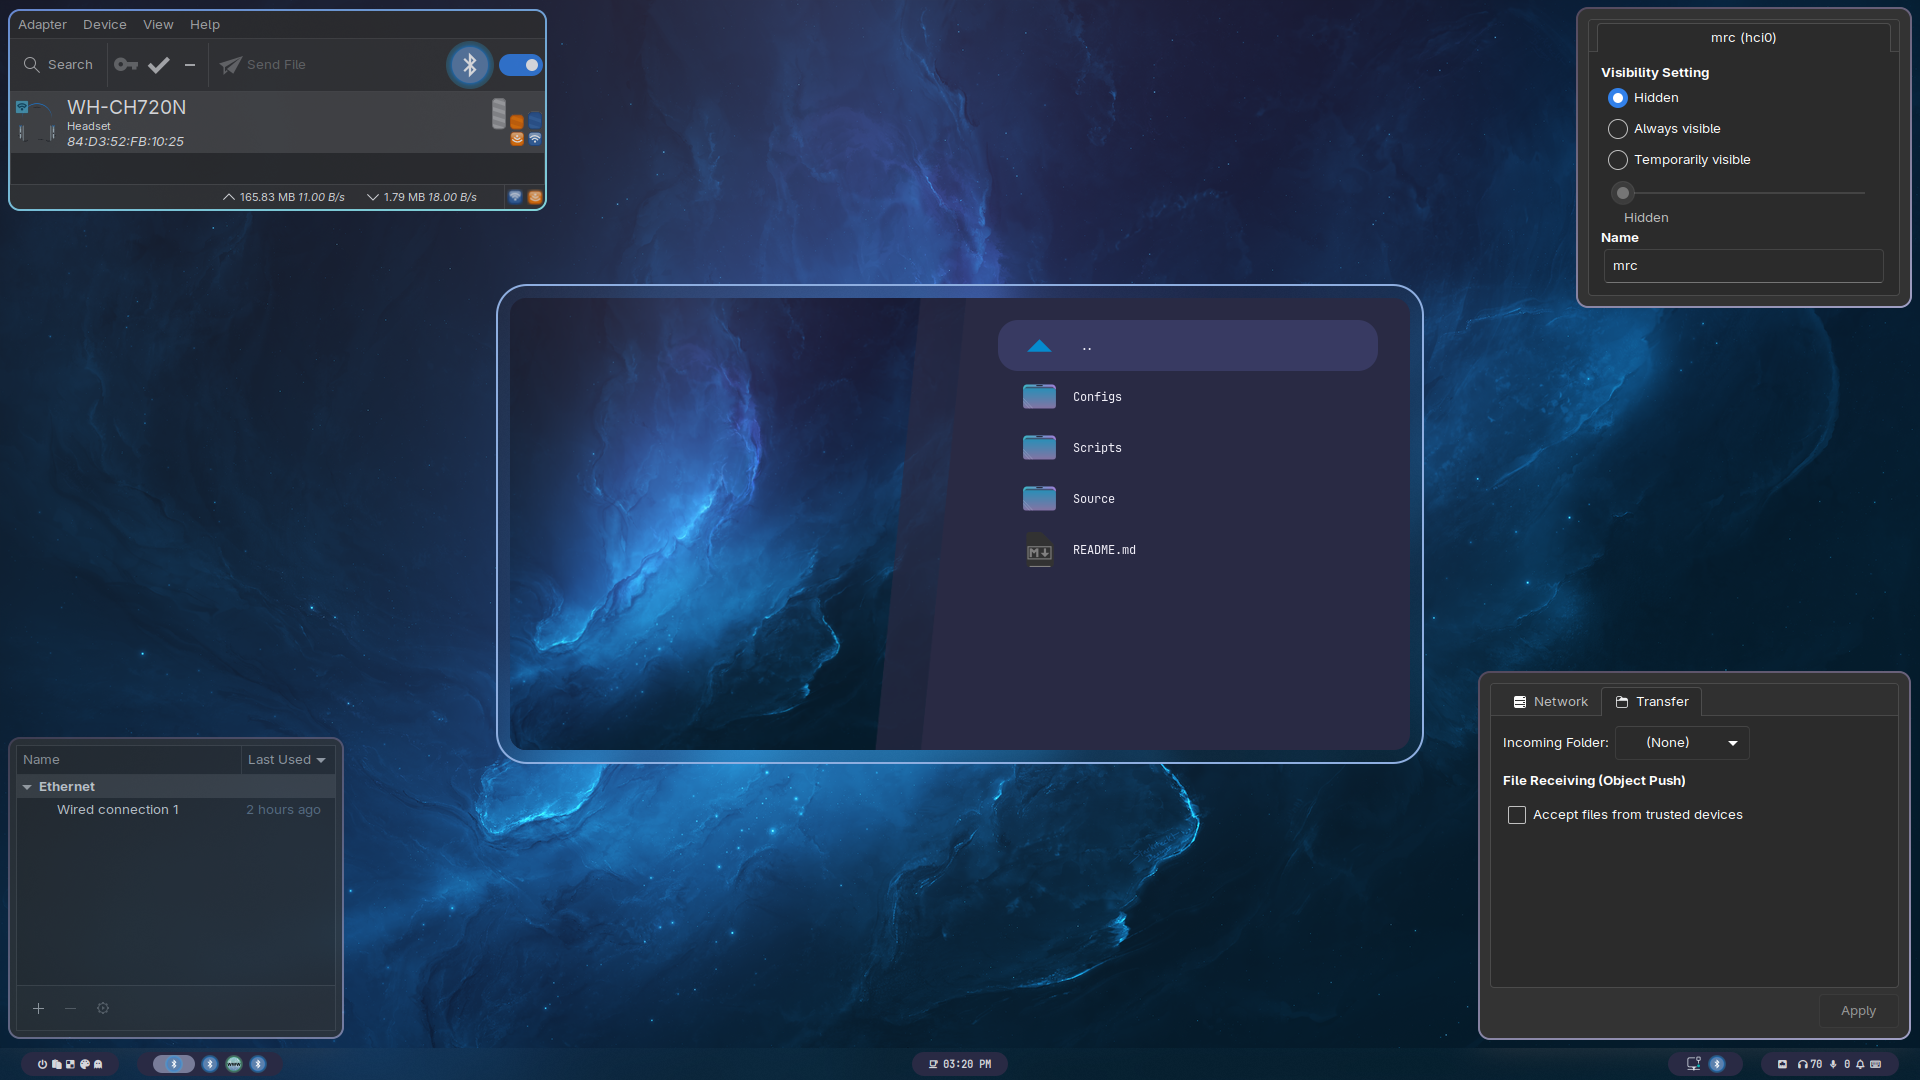 Adapter Device View Help
Search
Send File
WH-CH720N
Headset
84:D3:52:FB:10:25
165.83 MB 11.00 B/s 1.79 MB 18.00 B/s
mrc (hci0)
Visibility Setting
Hidden
Always visible
Temporarily visible
Hidden
Name
mrc
..
Configs
Scripts
Source
README.md
Name Last Used
Ethernet
Wired connection 1 2 hours ago
Network Transfer
Incoming Folder: (None)
File Receiving (Object Push)
Accept files from trusted devices
Apply
03:20 PM
70 0